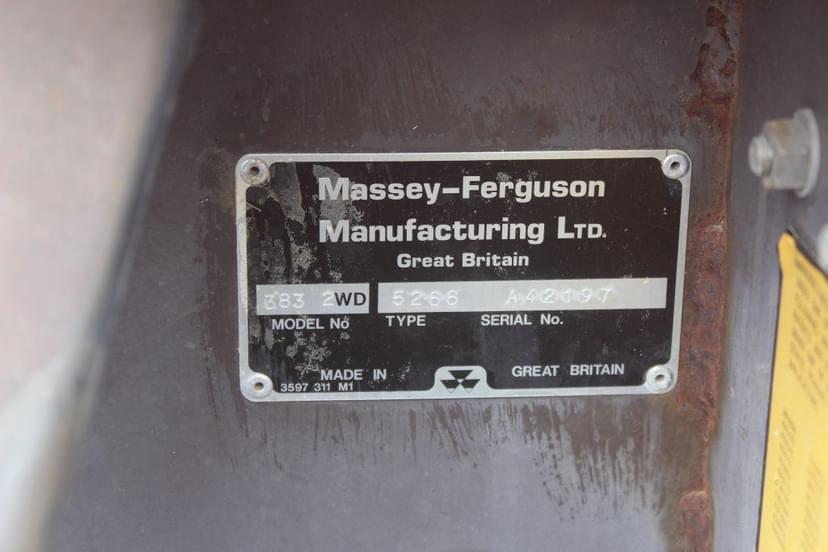 Massey-Ferguson
Manufacturing LTD.
Great Britain
383 2WD 5266 A42197
MODEL No TYPE SERIAL No.
MADE IN GREAT BRITAIN
3597 311 M1